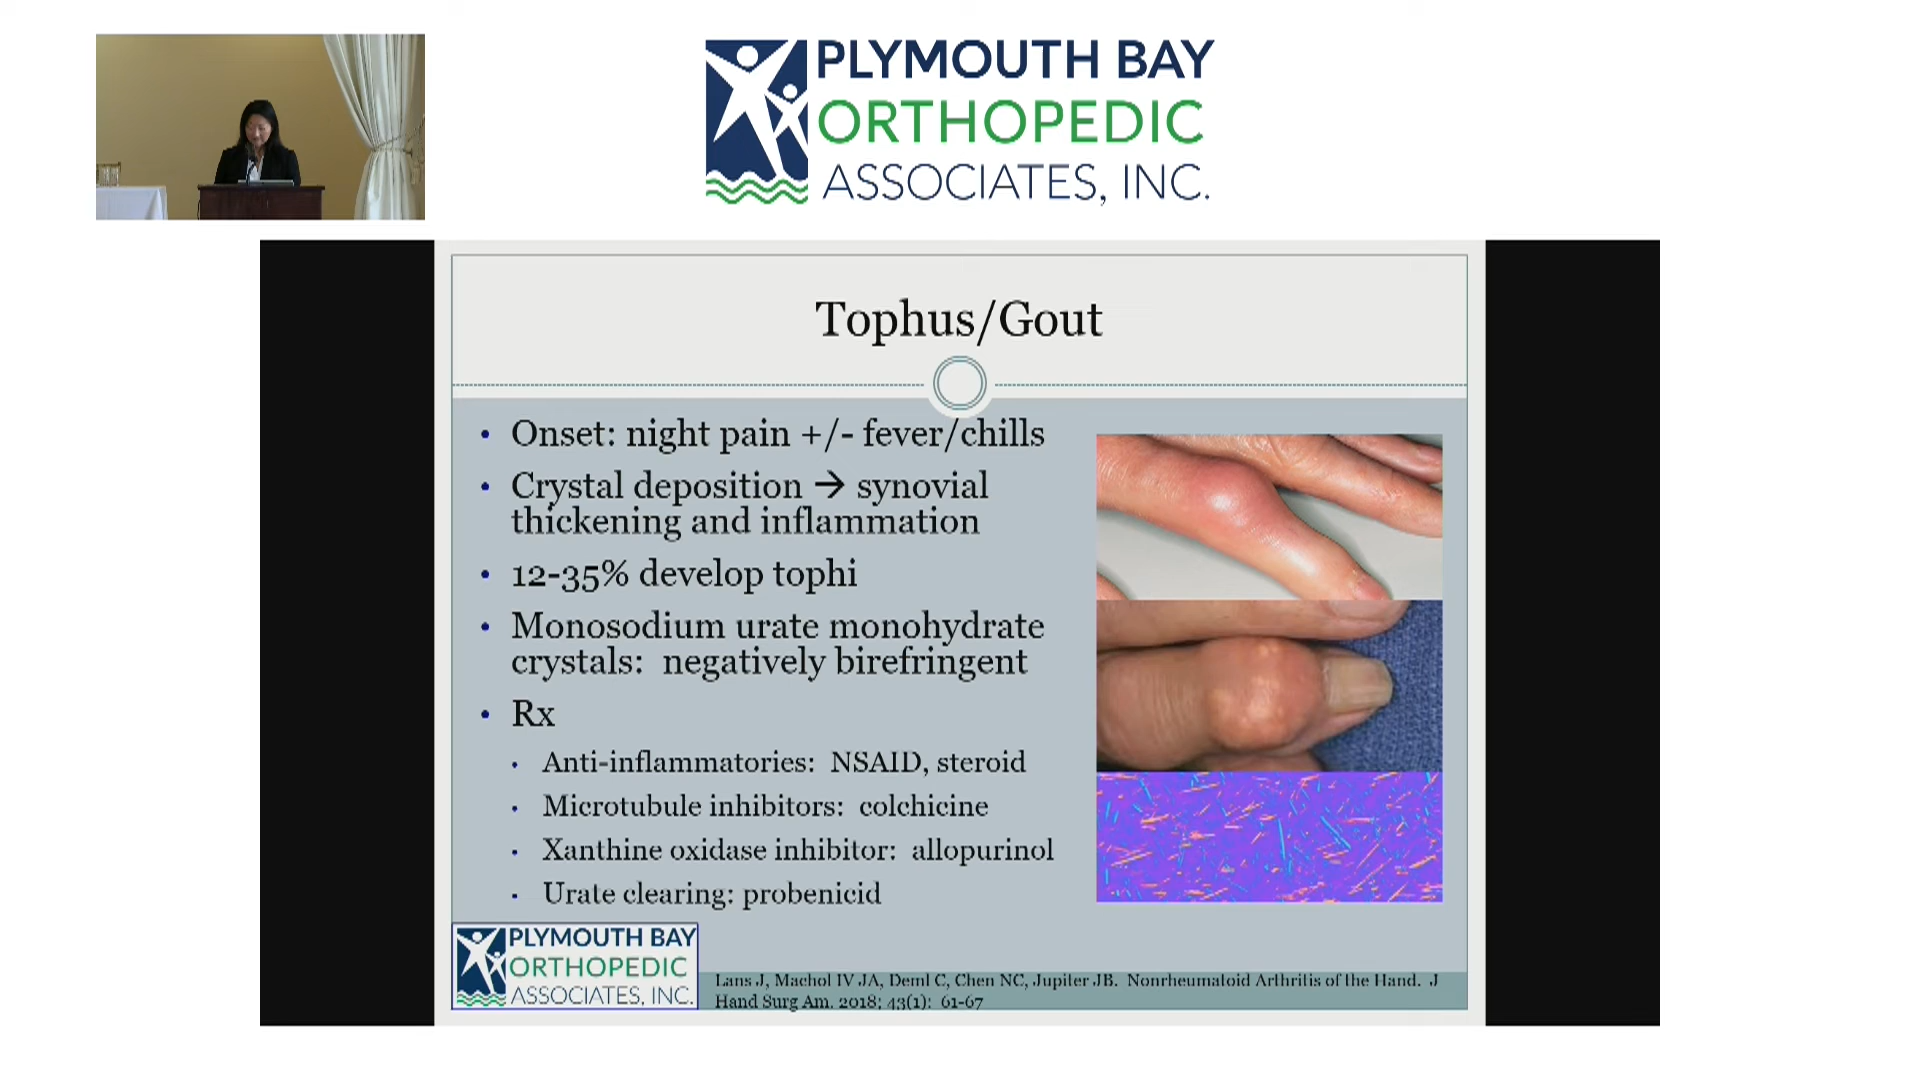 PLYMOUTH BAY
ORTHOPEDIC
ASSOCIATES, INC.
Tophus/Gout
• Onset: night pain +/- fever/chills
• Crystal deposition → synovial
thickening and inflammation
• 12-35% develop tophi
• Monosodium urate monohydrate
crystals:  negatively birefringent
• Rx
• Anti-inflammatories:  NSAID, steroid
• Microtubule inhibitors:  colchicine
• Xanthine oxidase inhibitor:  allopurinol
• Urate clearing: probenicid
PLYMOUTH BAY
ORTHOPEDIC
ASSOCIATES, INC.
Lans J, Machol IV JA, Deml C, Chen NC, Jupiter JB.  Nonrheumatoid Arthritis of the Hand.  J
Hand Surg Am. 2018; 43(1):  61-67